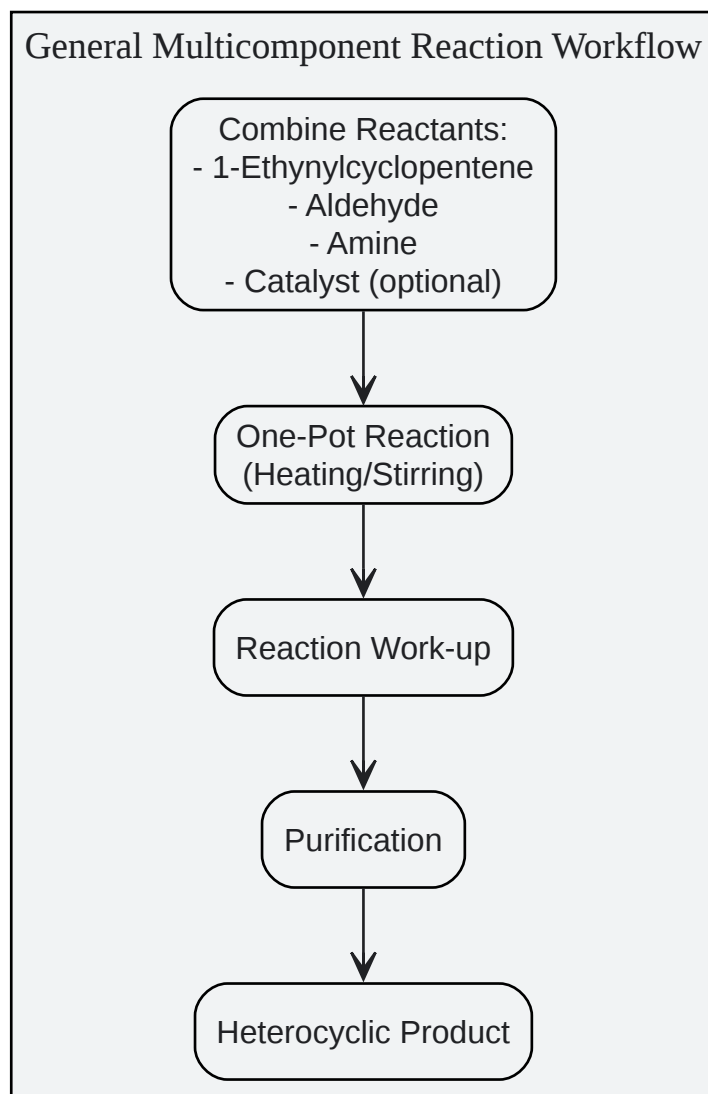 General Multicomponent Reaction Workflow
Combine Reactants:
- 1-Ethynylcyclopentene
- Aldehyde
- Amine
- Catalyst (optional)
One-Pot Reaction
(Heating/Stirring)
Reaction Work-up
Purification
Heterocyclic Product